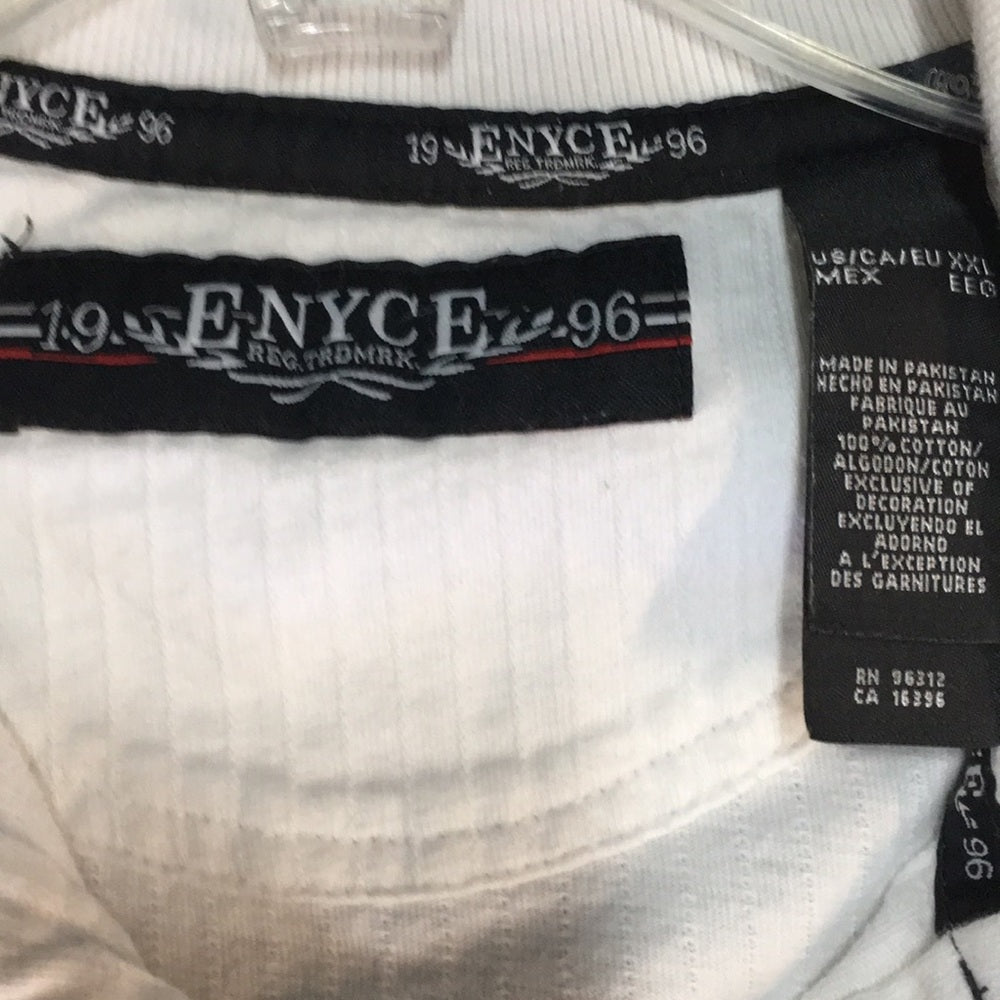 NYCE 96
19 ENYCE 96
REG. TRDMRK.
19 ENYCE 96
REG. TRDMRK.
US/CA/EU XXL
MEX EEG
MADE IN PAKISTAN
HECHO EN PAKISTAN
FABRIQUE AU
PAKISTAN
100% COTTON/
ALGODON/COTON
EXCLUSIVE OF
DECORATION
EXCLUYENDO EL
ADORNO
A L'EXCEPTION
DES GARNITURES
RN 96312
CA 16396
96